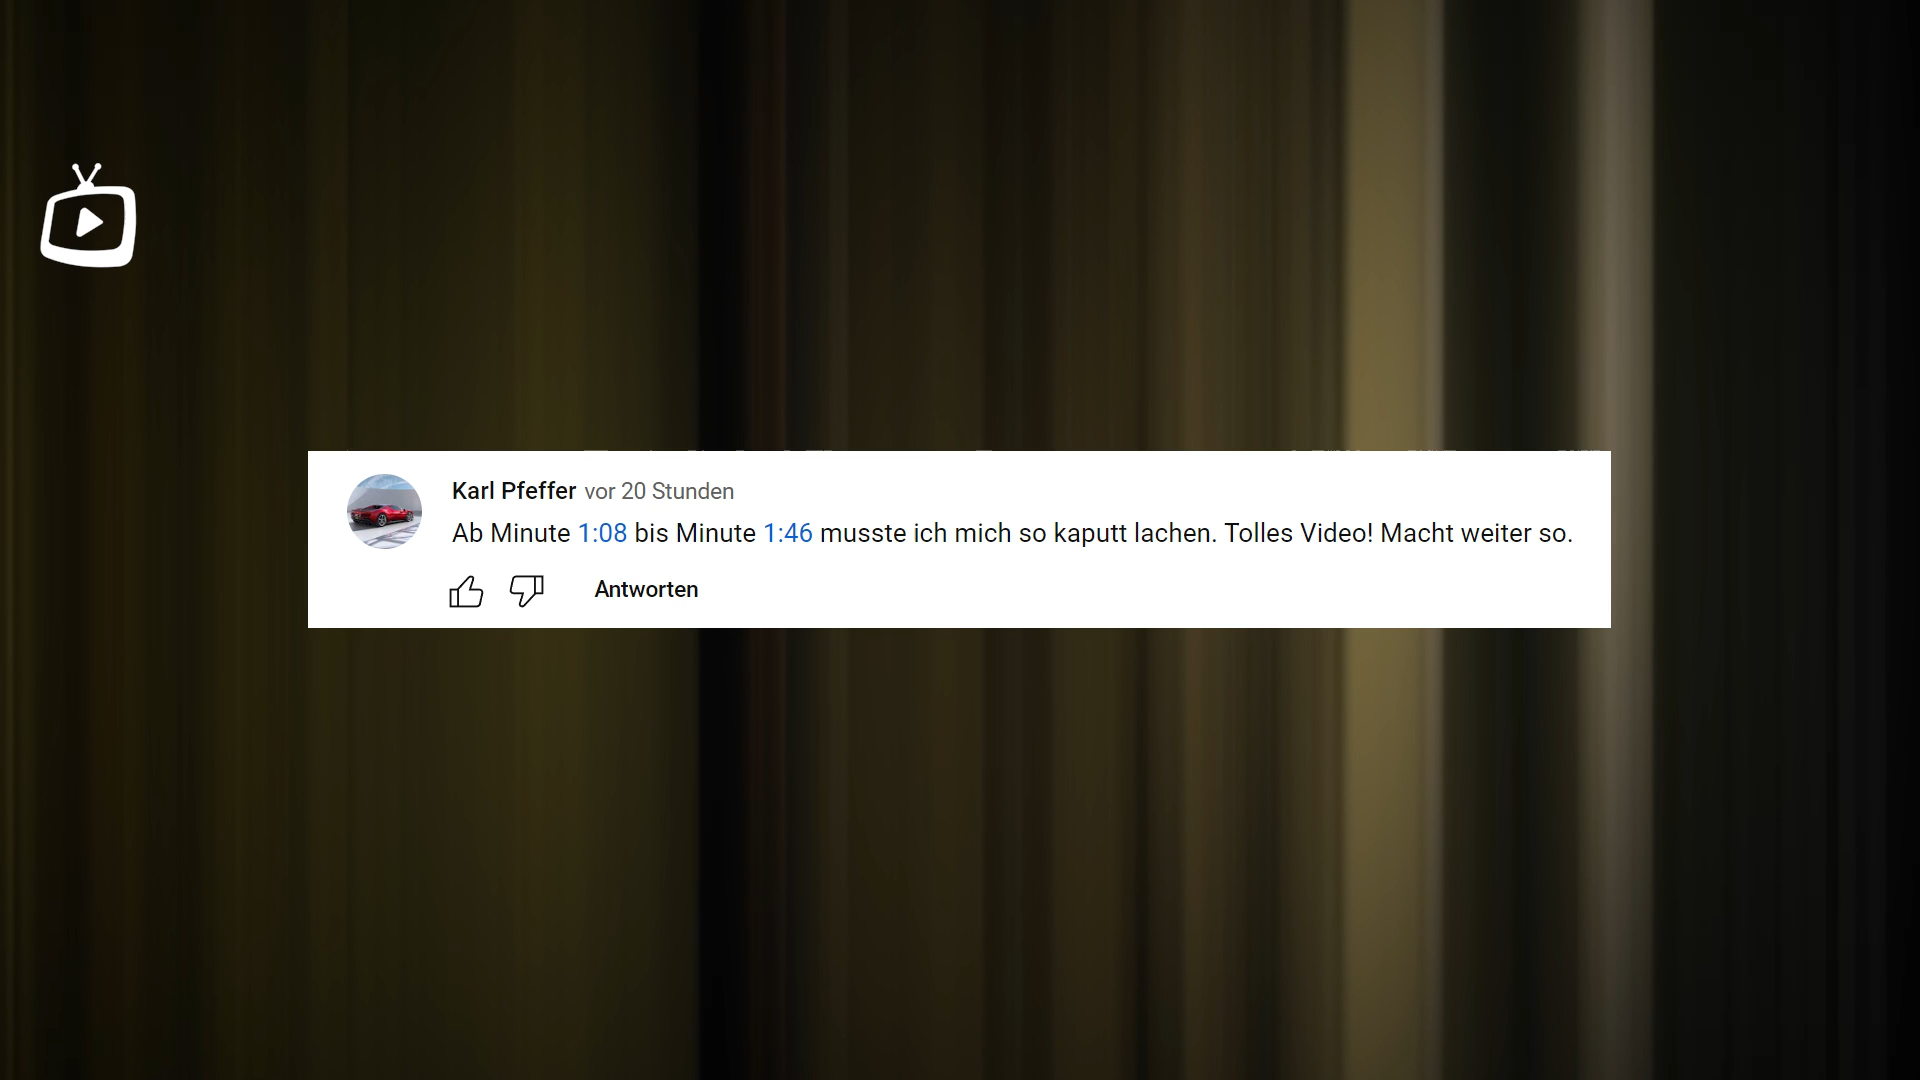 Karl Pfeffer vor 20 Stunden
Ab Minute 1:08 bis Minute 1:46 musste ich mich so kaputt lachen. Tolles Video! Macht weiter so.
Antworten